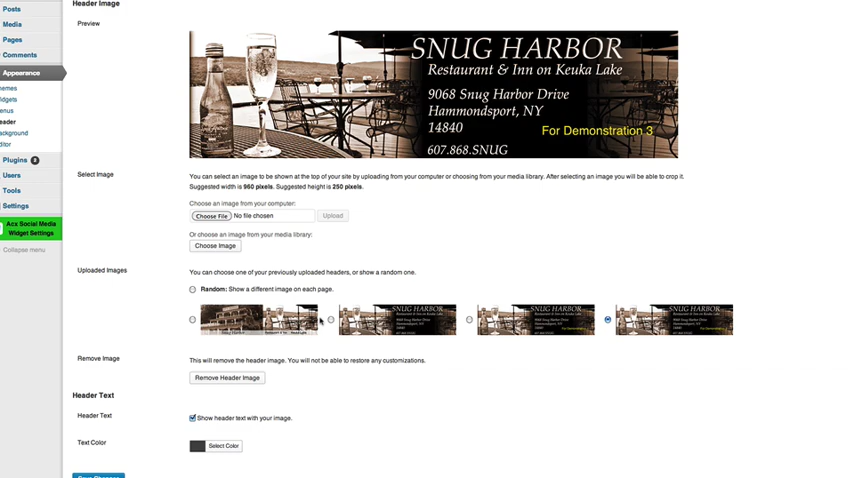 Header Image
Posts
Media
Pages
Comments
Appearance
Header
Background
Editor
Plugins 3
Users
Tools
Settings
Acx Social Media
Widget Settings
Collapse menu
Preview
SNUG HARBOR
Restaurant & Inn on Keuka Lake
9068 Snug Harbor Drive
Hammondsport, NY
14840
For Demonstration 3
607.868.SNUG
Select Image
You can select an image to be shown at the top of your site by uploading from your computer or choosing from your media library. After selecting an image you will be able to crop it.
Suggested width is 960 pixels. Suggested height is 250 pixels.
Choose an image from your computer:
Choose File No file chosen Upload
Or choose an image from your media library:
Choose Image
Uploaded Images
You can choose one of your previously uploaded headers, or show a random one.
Random: Show a different image on each page.
SNUG HARBOR
SNUG HARBOR
SNUG HARBOR
Remove Image
This will remove the header image. You will not be able to restore any customizations.
Remove Header Image
Header Text
Header Text
Show header text with your image.
Text Color
Select Color